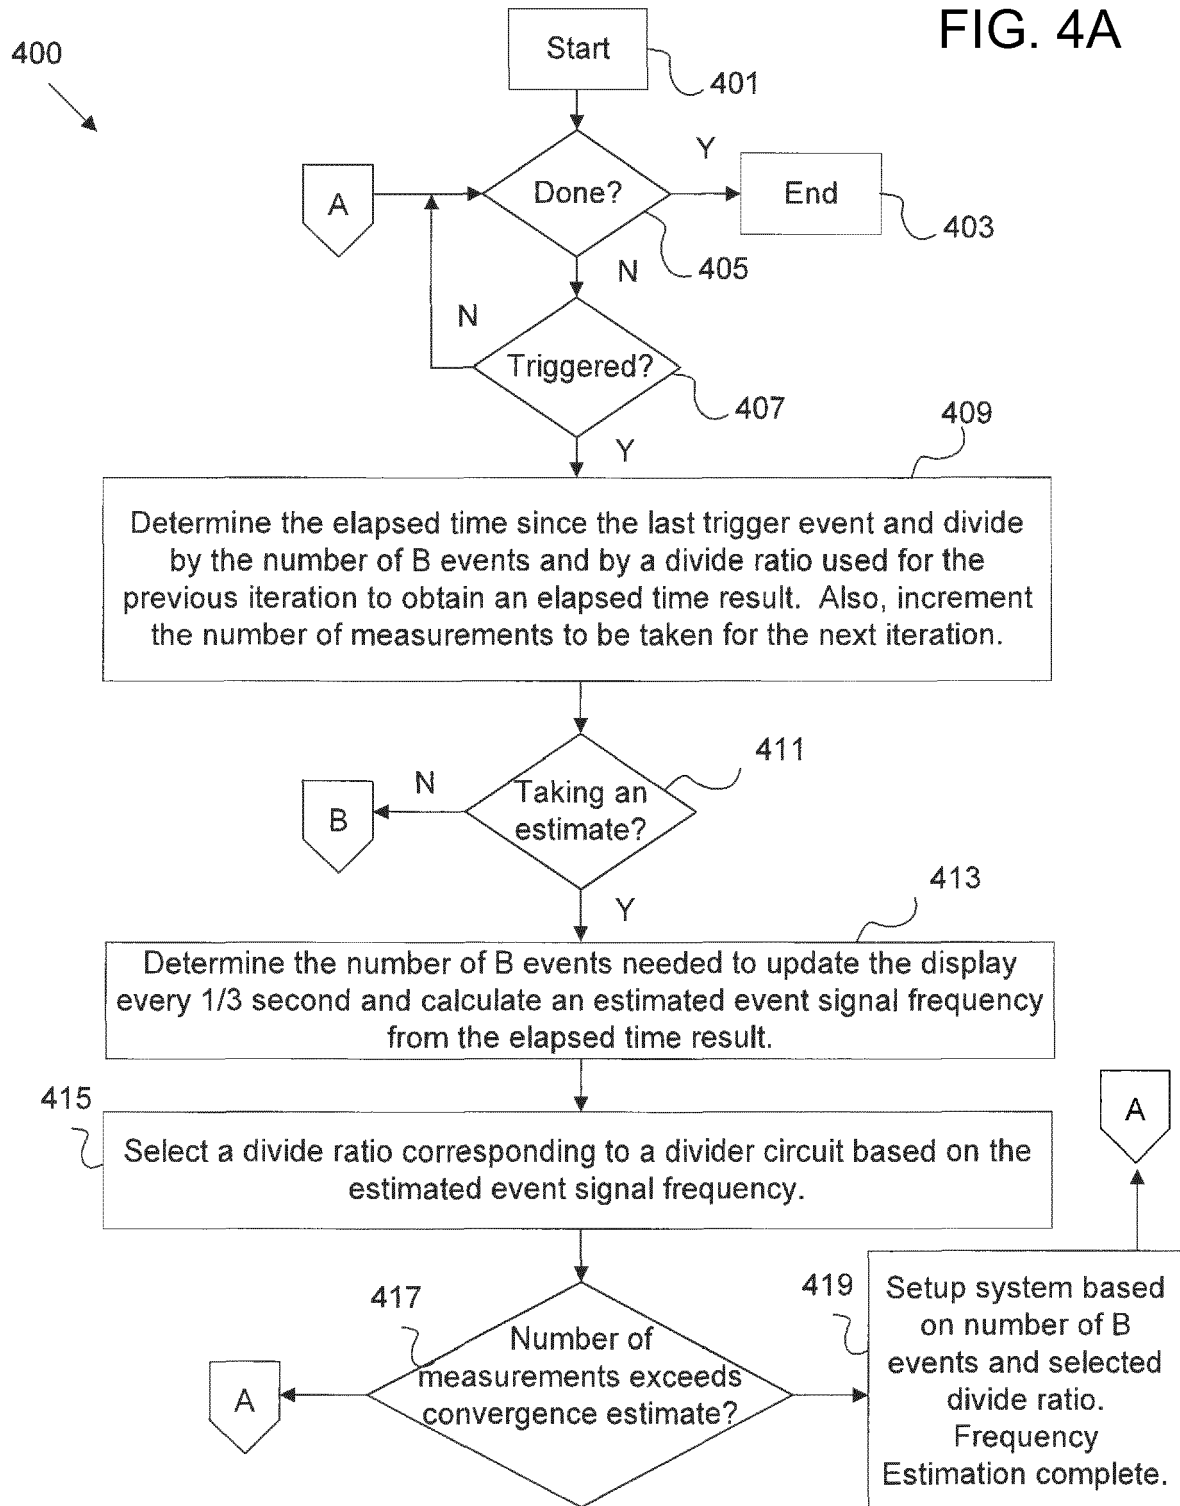 FIG. 4A
400
Start
401
A
Done?
Y
End
403
405
N
N
Triggered?
407
Y
409
Determine the elapsed time since the last trigger event and divide
by the number of B events and by a divide ratio used for the
previous iteration to obtain an elapsed time result. Also, increment
the number of measurements to be taken for the next iteration.
411
N
B
Taking an
estimate?
Y
413
Determine the number of B events needed to update the display
every 1/3 second and calculate an estimated event signal frequency
from the elapsed time result.
415
A
Select a divide ratio corresponding to a divider circuit based on the
estimated event signal frequency.
417
Number of
measurements exceeds
convergence estimate?
A
419
Setup system based
on number of B
events and selected
divide ratio.
Frequency
Estimation complete.